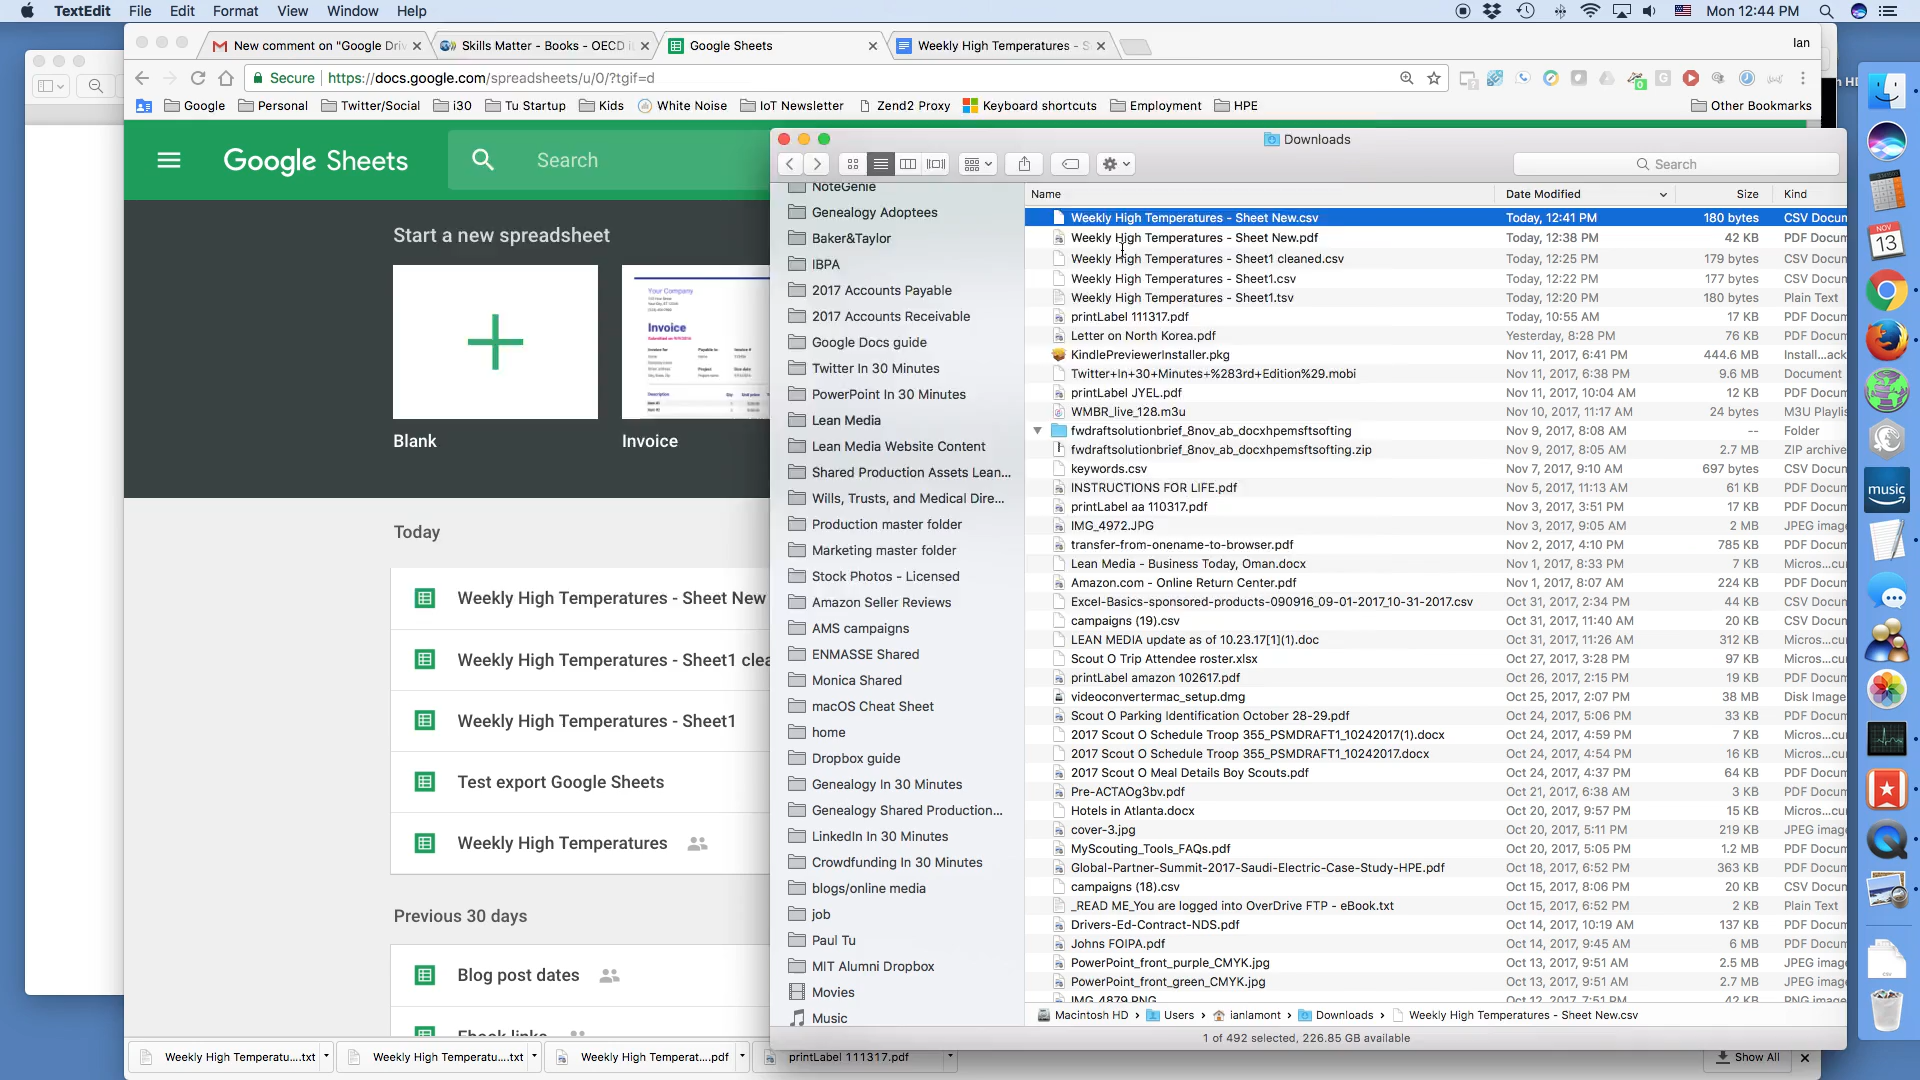 TextEdit File Edit Format View Window Help
Mon 12:44 PM
New comment on "Google Driv
Skills Matter - Books - OECD i
Google Sheets
Weekly High Temperatures - S
Ian
Secure https://docs.google.com/spreadsheets/u/0/?tgif=d
Google Personal Twitter/Social i30 Tu Startup Kids White Noise IoT Newsletter Zend2 Proxy Keyboard shortcuts Employment HPE Other Bookmarks
Google Sheets
Search
Start a new spreadsheet
Your Company
Invoice
Blank
Invoice
Today
Weekly High Temperatures - Sheet New
Weekly High Temperatures - Sheet1 clea
Weekly High Temperatures - Sheet1
Test export Google Sheets
Weekly High Temperatures
Previous 30 days
Blog post dates
Ebook links
Downloads
Search
NoteGenie
Genealogy Adoptees
Baker&Taylor
IBPA
2017 Accounts Payable
2017 Accounts Receivable
Google Docs guide
Twitter In 30 Minutes
PowerPoint In 30 Minutes
Lean Media
Lean Media Website Content
Shared Production Assets Lean...
Wills, Trusts, and Medical Dire...
Production master folder
Marketing master folder
Stock Photos - Licensed
Amazon Seller Reviews
AMS campaigns
ENMASSE Shared
Monica Shared
macOS Cheat Sheet
home
Dropbox guide
Genealogy In 30 Minutes
Genealogy Shared Production...
LinkedIn In 30 Minutes
Crowdfunding In 30 Minutes
blogs/online media
job
Paul Tu
MIT Alumni Dropbox
Movies
Music
Name Date Modified Size Kind
Weekly High Temperatures - Sheet New.csv Today, 12:41 PM 180 bytes CSV Docun
Weekly High Temperatures - Sheet New.pdf Today, 12:38 PM 42 KB PDF Docum
Weekly High Temperatures - Sheet1 cleaned.csv Today, 12:25 PM 179 bytes CSV Docun
Weekly High Temperatures - Sheet1.csv Today, 12:22 PM 177 bytes CSV Docun
Weekly High Temperatures - Sheet1.tsv Today, 12:20 PM 180 bytes Plain Text
printLabel 111317.pdf Today, 10:55 AM 17 KB PDF Docum
Letter on North Korea.pdf Yesterday, 8:28 PM 76 KB PDF Docum
KindlePreviewerInstaller.pkg Nov 11, 2017, 6:41 PM 444.6 MB Install...ack
Twitter+In+30+Minutes+%283rd+Edition%29.mobi Nov 11, 2017, 6:38 PM 9.6 MB Document
printLabel JYEL.pdf Nov 11, 2017, 10:04 AM 12 KB PDF Docum
WMBR_live_128.m3u Nov 10, 2017, 11:17 AM 24 bytes M3U Playlis
fwdraftsolutionbrief_8nov_ab_docxhpemsftsofting Nov 9, 2017, 8:08 AM -- Folder
fwdraftsolutionbrief_8nov_ab_docxhpemsftsofting.zip Nov 9, 2017, 8:08 AM 2.7 MB ZIP archive
keywords.csv Nov 7, 2017, 9:10 AM 697 bytes CSV Docun
INSTRUCTIONS FOR LIFE.pdf Nov 5, 2017, 11:13 AM 61 KB PDF Docum
printLabel aa 110317.pdf Nov 3, 2017, 3:51 PM 17 KB PDF Docum
IMG_4972.JPG Nov 3, 2017, 9:05 AM 2 MB JPEG image
transfer-from-onename-to-browser.pdf Nov 2, 2017, 4:10 PM 785 KB PDF Docum
Lean Media - Business Today, Oman.docx Nov 1, 2017, 8:33 PM 7 KB Micros...cur
Amazon.com - Online Return Center.pdf Nov 1, 2017, 8:07 AM 224 KB PDF Docum
Excel-Basics-sponsored-products-090916_09-01-2017_10-31-2017.csv Oct 31, 2017, 2:34 PM 44 KB CSV Docun
campaigns (19).csv Oct 31, 2017, 11:40 AM 20 KB CSV Docun
LEAN MEDIA update as of 10.23.17[1](1).doc Oct 31, 2017, 11:26 AM 312 KB Micros...cur
Scout O Trip Attendee roster.xlsx Oct 27, 2017, 3:28 PM 97 KB Micros...cur
printLabel amazon 102617.pdf Oct 26, 2017, 2:15 PM 19 KB PDF Docum
videoconvertermac_setup.dmg Oct 25, 2017, 2:07 PM 38 MB Disk Image
Scout O Parking Identification October 28-29.pdf Oct 24, 2017, 5:06 PM 33 KB PDF Docum
2017 Scout O Schedule Troop 355_PSMDRAFT1_10242017(1).docx Oct 24, 2017, 4:59 PM 7 KB Micros...cur
2017 Scout O Schedule Troop 355_PSMDRAFT1_10242017.docx Oct 24, 2017, 4:54 PM 16 KB Micros...cur
2017 Scout O Meal Details Boy Scouts.pdf Oct 24, 2017, 4:37 PM 64 KB PDF Docum
Pre-ACTAOg3bv.pdf Oct 21, 2017, 6:38 AM 3 KB PDF Docum
Hotels in Atlanta.docx Oct 20, 2017, 9:57 PM 15 KB Micros...cur
cover-3.jpg Oct 20, 2017, 5:11 PM 219 KB JPEG image
MyScouting_Tools_FAQs.pdf Oct 20, 2017, 5:05 PM 1.2 MB PDF Docum
Global-Partner-Summit-2017-Saudi-Electric-Case-Study-HPE.pdf Oct 18, 2017, 6:52 PM 363 KB PDF Docum
campaigns (18).csv Oct 15, 2017, 8:06 PM 20 KB CSV Docun
_READ ME_You are logged into OverDrive FTP - eBook.txt Oct 15, 2017, 6:52 PM 2 KB Plain Text
Drivers-Ed-Contract-NDS.pdf Oct 14, 2017, 10:19 AM 137 KB PDF Docum
Johns FOIPA.pdf Oct 14, 2017, 9:45 AM 6 MB PDF Docum
PowerPoint_front_purple_CMYK.jpg Oct 13, 2017, 9:51 AM 2.5 MB JPEG image
PowerPoint_front_green_CMYK.jpg Oct 13, 2017, 9:51 AM 2.7 MB JPEG image
IMG_4879.PNG Oct 12, 2017, 7:51 PM 42 KB PNG image
Macintosh HD Users ianlamont Downloads Weekly High Temperatures - Sheet New.csv
1 of 492 selected, 226.85 GB available
Weekly High Temperatu....txt
Weekly High Temperatu....txt
Weekly High Temperat....pdf
printLabel 111317.pdf
Show All
NOV
13
music